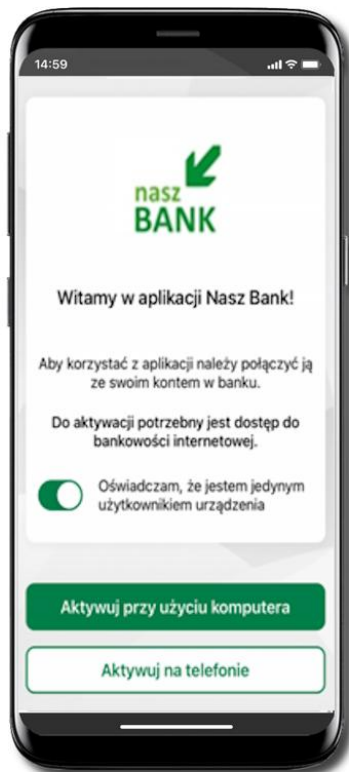 14:59
nasz
BANK
Witamy w aplikacji Nasz Bank!
Aby korzystać z aplikacji należy połączyć ją
ze swoim kontem w banku.
Do aktywacji potrzebny jest dostęp do
bankowości internetowej.
Oświadczam, że jestem jedynym
użytkownikiem urządzenia
Aktywuj przy użyciu komputera
Aktywuj na telefonie